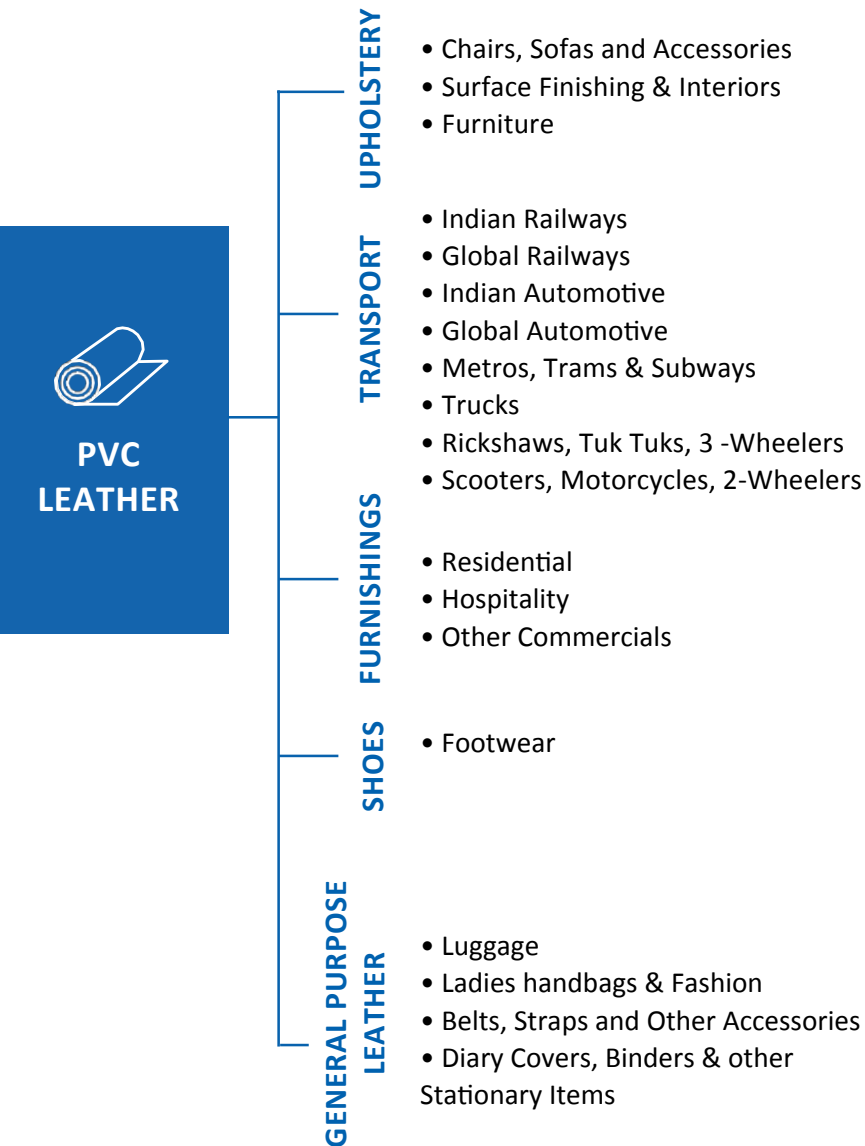 PVC
LEATHER
UPHOLSTERY
• Chairs, Sofas and Accessories
• Surface Finishing & Interiors
• Furniture
TRANSPORT
• Indian Railways
• Global Railways
• Indian Automotive
• Global Automotive
• Metros, Trams & Subways
• Trucks
• Rickshaws, Tuk Tuks, 3 -Wheelers
• Scooters, Motorcycles, 2-Wheelers
FURNISHINGS
• Residential
• Hospitality
• Other Commercials
SHOES
• Footwear
GENERAL PURPOSE
LEATHER
• Luggage
• Ladies handbags & Fashion
• Belts, Straps and Other Accessories
• Diary Covers, Binders & other
Stationary Items